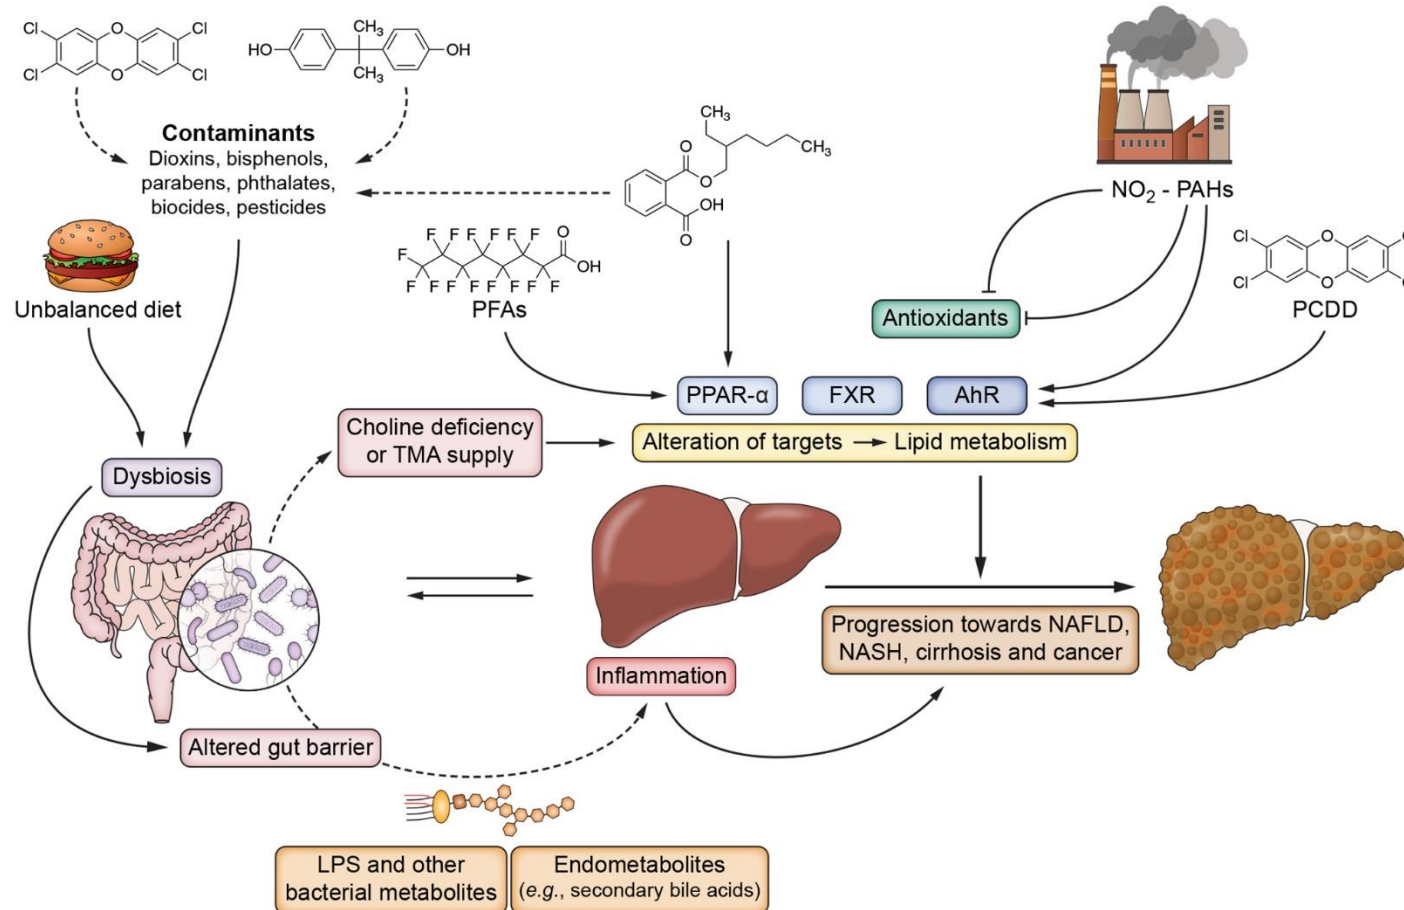 Cl
O
Cl
Cl
O
Cl
HO
CH₃
CH₃
OH
Contaminants
Dioxins, bisphenols,
parabens, phthalates,
biocides, pesticides
Unbalanced diet
CH₃
CH₃
O
O
OH
O
F F F F F F F
F
O
OH
F F F F F F F
PFAs
NO₂ - PAHs
Cl
O
Cl
O
PCDD
Antioxidants
PPAR-α
FXR
AhR
Choline deficiency
or TMA supply
Alteration of targets → Lipid metabolism
Dysbiosis
Progression towards NAFLD,
NASH, cirrhosis and cancer
Inflammation
Altered gut barrier
LPS and other
bacterial metabolites
Endometabolites
(e.g., secondary bile acids)